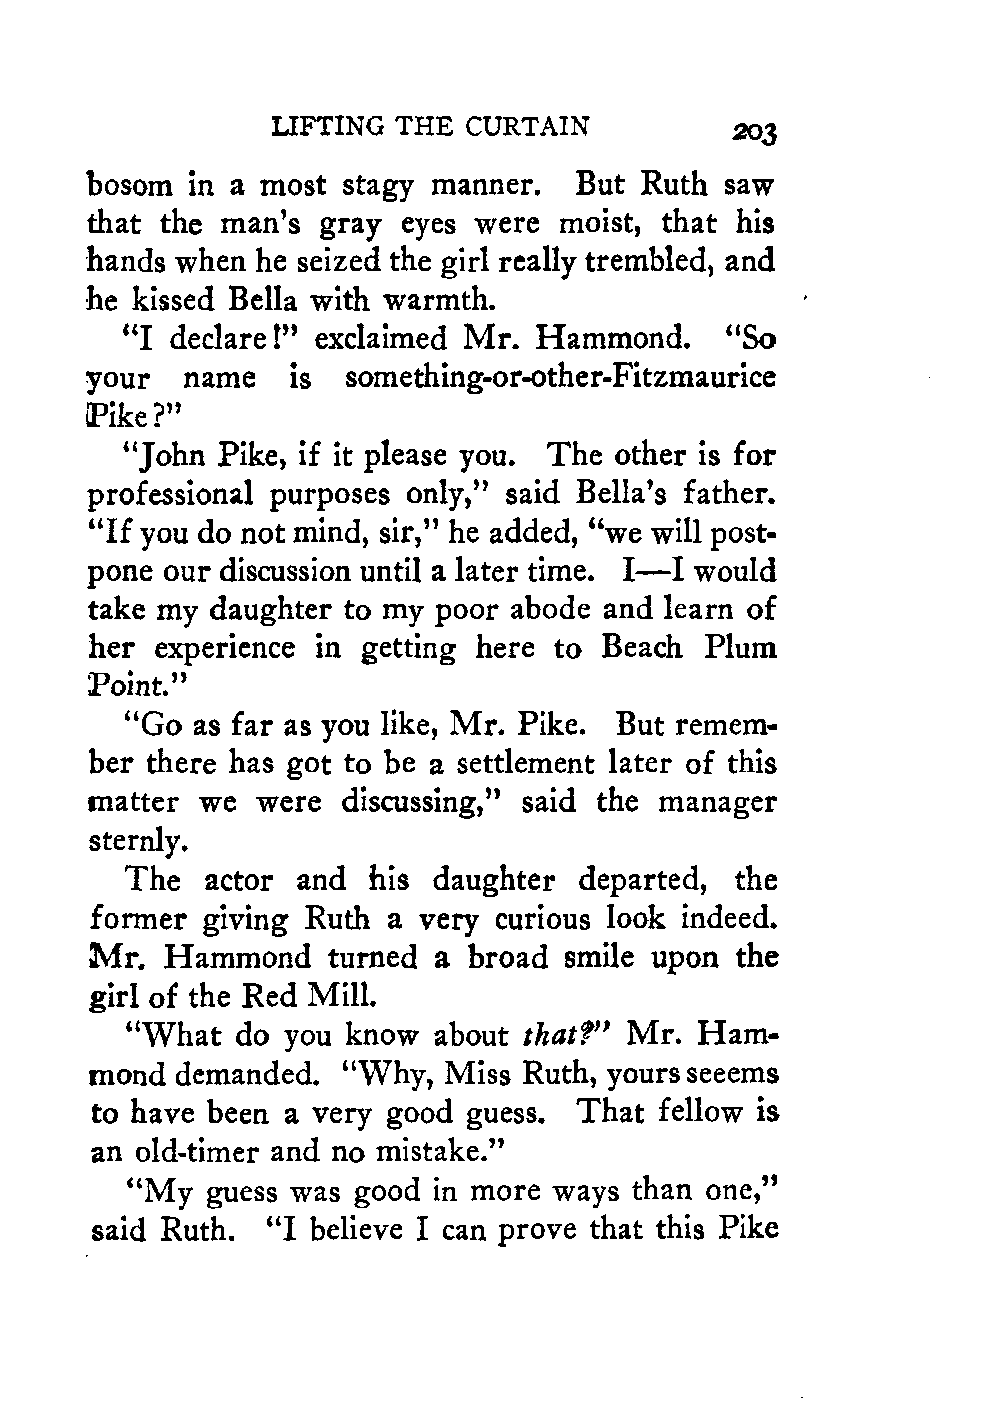 LIFTING THE CURTAIN 203
bosom in a most stagy manner. But Ruth saw
that the man's gray eyes were moist, that his
hands when he seized the girl really trembled, and
he kissed Bella with warmth.
“I declare!” exclaimed Mr. Hammond. “So
your name is something-or-other-Fitzmaurice
Pike?”
“John Pike, if it please you. The other is for
professional purposes only,” said Bella's father.
“If you do not mind, sir,” he added, “we will post-
pone our discussion until a later time. I—I would
take my daughter to my poor abode and learn of
her experience in getting here to Beach Plum
Point.”
“Go as far as you like, Mr. Pike. But remem-
ber there has got to be a settlement later of this
matter we were discussing,” said the manager
sternly.
The actor and his daughter departed, the
former giving Ruth a very curious look indeed.
Mr. Hammond turned a broad smile upon the
girl of the Red Mill.
“What do you know about that?” Mr. Ham-
mond demanded. “Why, Miss Ruth, yours seeems
to have been a very good guess. That fellow is
an old-timer and no mistake.”
“My guess was good in more ways than one,”
said Ruth. “I believe I can prove that this Pike